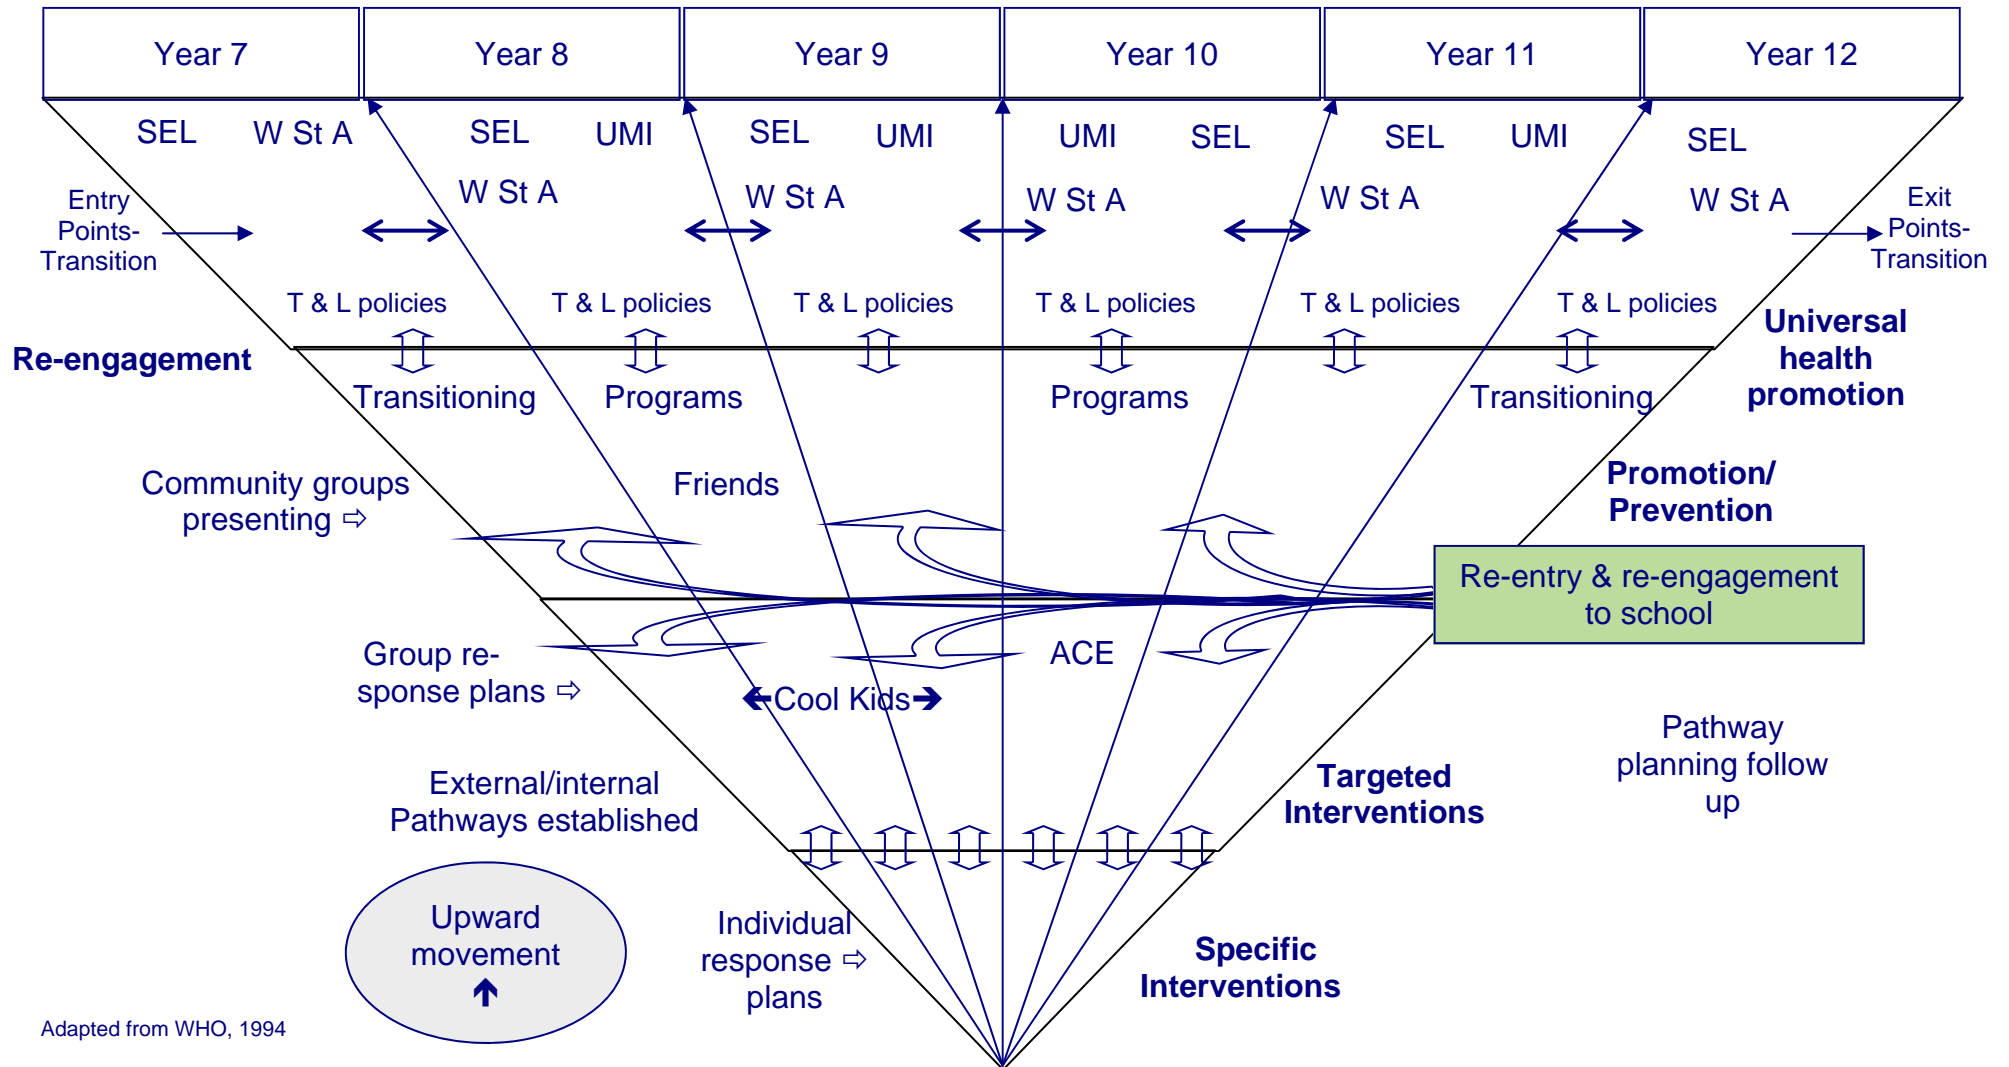 Year 7
Year 8
Year 9
Year 10
Year 11
Year 12
SEL
W St A
SEL
UMI
SEL
UMI
UMI
SEL
SEL
UMI
SEL
W St A
W St A
W St A
W St A
W St A
Entry
Points-
Transition
Exit
Points-
Transition
T & L policies
T & L policies
T & L policies
T & L policies
T & L policies
T & L policies
Re-engagement
Universal
health
promotion
Transitioning
Programs
Programs
Transitioning
Community groups
presenting ⇨
Friends
Promotion/
Prevention
Re-entry & re-engagement
to school
Group re-
sponse plans ⇨
ACE
🡸Cool Kids🡺
Pathway
planning follow
up
External/internal
Pathways established
Targeted
Interventions
Upward
movement
🡹
Individual
response ⇨
plans
Specific
Interventions
Adapted from WHO, 1994